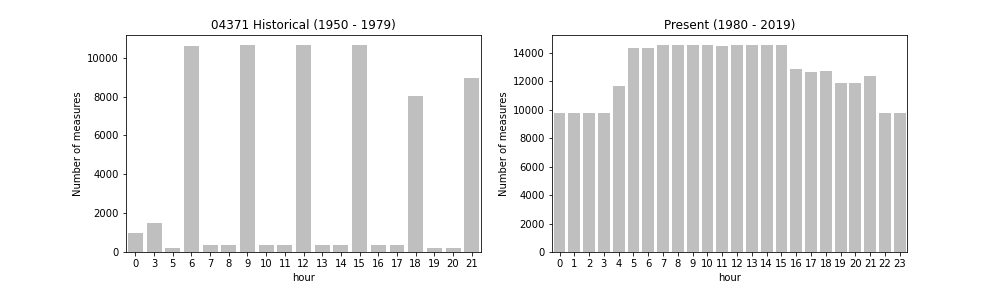 04371 Historical (1950 - 1979)
Number of measures
10000
8000
6000
4000
2000
0
0 3 5 6 7 8 9 10 11 12 13 14 15 16 17 18 19 20 21
hour
Present (1980 - 2019)
Number of measures
14000
12000
10000
8000
6000
4000
2000
0
0 1 2 3 4 5 6 7 8 9 10 11 12 13 14 15 16 17 18 19 20 21 22 23
hour